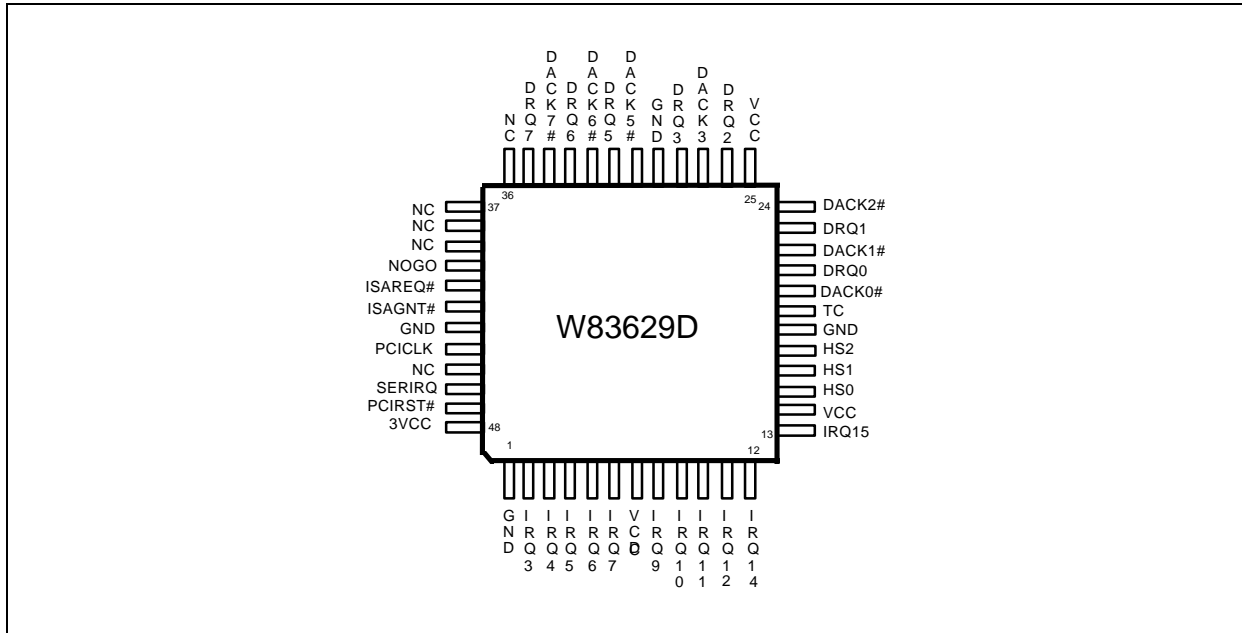 NC
DRQ7
DACK7#
DRQ6
DACK6#
DRQ5
DACK5#
GND
DRQ3
DACK3
DRQ2
VCC
36
25
37
24
NC
NC
NC
NOGO
ISAREQ#
ISAGNT#
GND
PCICLK
NC
SERIRQ
PCIRST#
3VCC
W83629D
DACK2#
DRQ1
DACK1#
DRQ0
DACK0#
TC
GND
HS2
HS1
HS0
VCC
IRQ15
48
13
1
12
GND
IRQ3
IRQ4
IRQ5
IRQ6
IRQ7
IRQ9
IRQ10
IRQ11
IRQ12
IRQ14